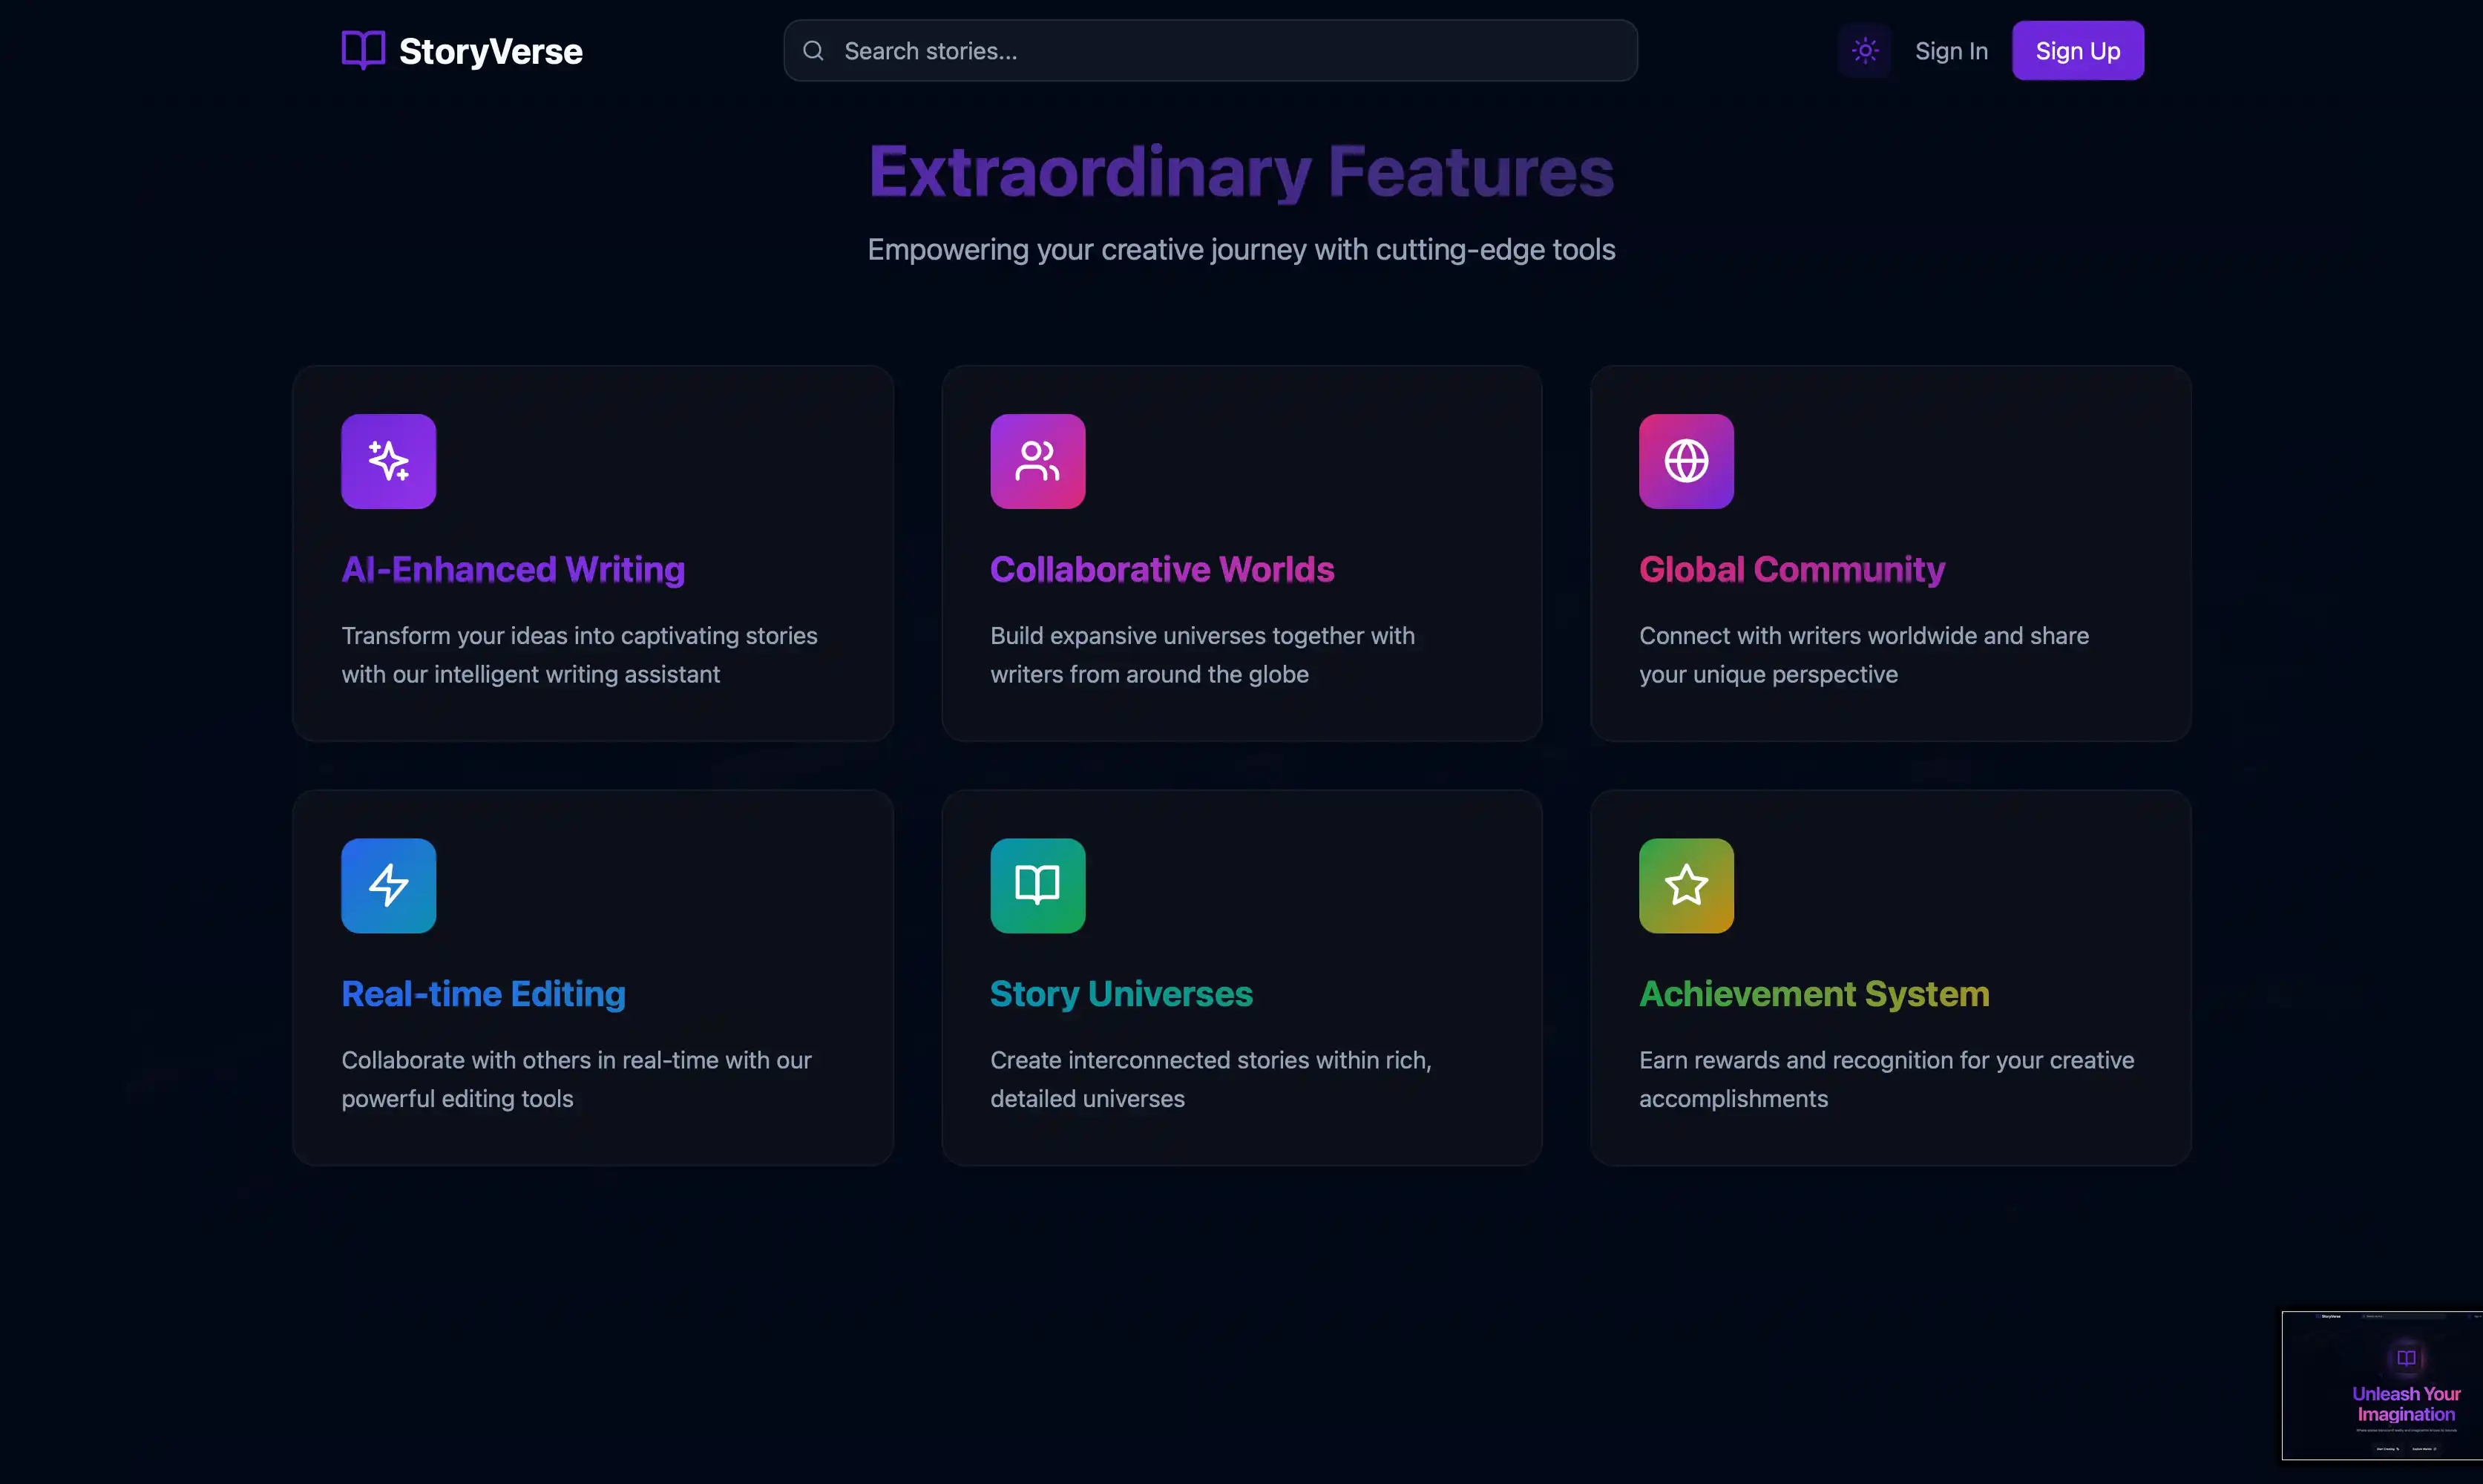 StoryVerse
Search stories...
Sign In
Sign Up
Extraordinary Features
Empowering your creative journey with cutting-edge tools
AI-Enhanced Writing
Transform your ideas into captivating stories
with our intelligent writing assistant
Collaborative Worlds
Build expansive universes together with
writers from around the globe
Global Community
Connect with writers worldwide and share
your unique perspective
Real-time Editing
Collaborate with others in real-time with our
powerful editing tools
Story Universes
Create interconnected stories within rich,
detailed universes
Achievement System
Earn rewards and recognition for your creative
accomplishments
StoryVerse
Unleash Your
Imagination